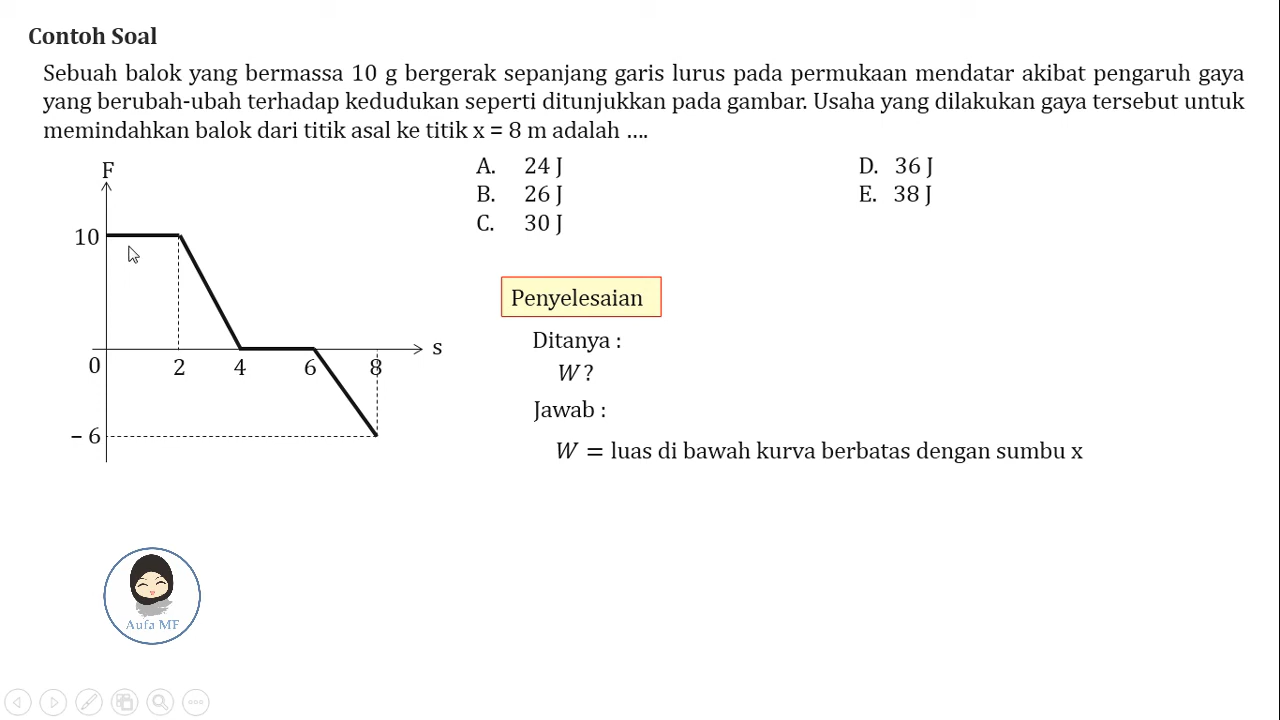 Contoh Soal
Sebuah balok yang bermassa 10 g bergerak sepanjang garis lurus pada permukaan mendatar akibat pengaruh gaya
yang berubah-ubah terhadap kedudukan seperti ditunjukkan pada gambar. Usaha yang dilakukan gaya tersebut untuk
memindahkan balok dari titik asal ke titik x = 8 m adalah ....
A. 24 J
B. 26 J
C. 30 J
D. 36 J
E. 38 J
F
10
s
0 2 4 6 8
– 6
Penyelesaian
Ditanya :
W ?
Jawab :
W = luas di bawah kurva berbatas dengan sumbu x
Aufa MF